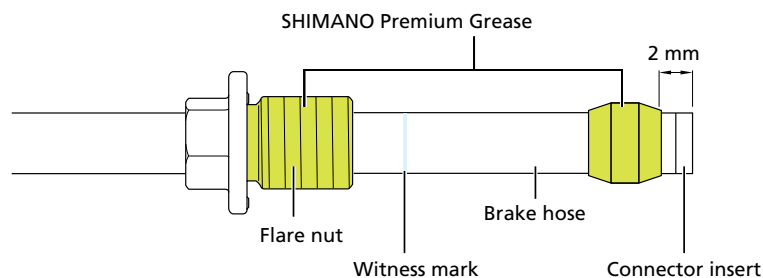 SHIMANO Premium Grease
2 mm
Brake hose
Flare nut
Witness mark
Connector insert